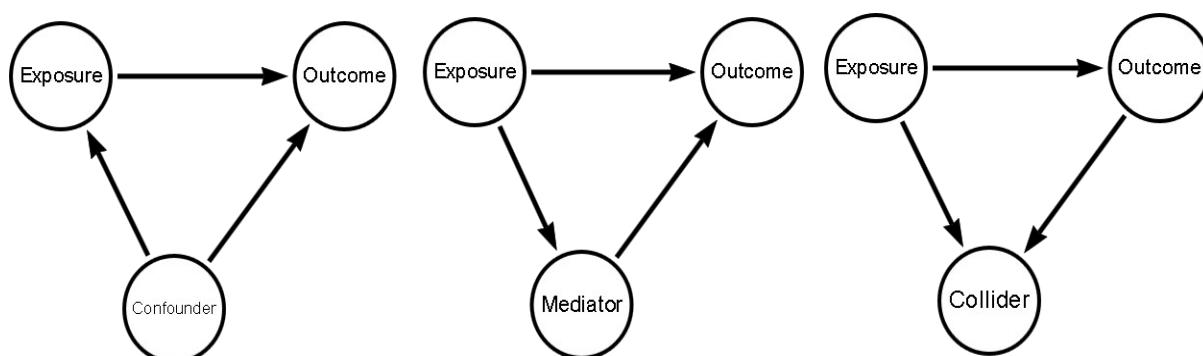 Exposure
Outcome
Confounder
Exposure
Outcome
Mediator
Exposure
Outcome
Collider